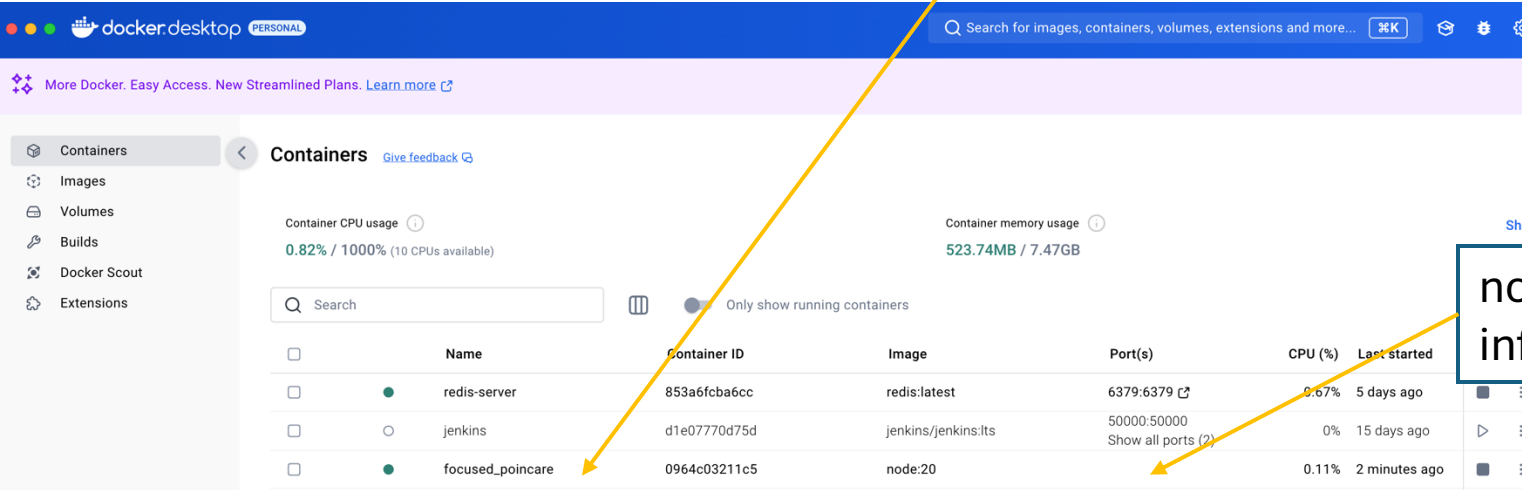 docker.desktop PERSONAL
Search for images, containers, volumes, extensions and more... ⌘K
More Docker. Easy Access. New Streamlined Plans. Learn more
Containers
Images
Volumes
Builds
Docker Scout
Extensions
Containers Give feedback
Container CPU usage
0.82% / 1000% (10 CPUs available)
Container memory usage
523.74MB / 7.47GB
Search
Only show running containers
Name Container ID Image Port(s) CPU (%) Last started
redis-server 853a6fcba6cc redis:latest 6379:6379 0.67% 5 days ago
jenkins d1e07770d75d jenkins/jenkins:lts 50000:50000 0% 15 days ago
Show all ports (2)
focused_poincare 0964c03211c5 node:20 0.11% 2 minutes ago